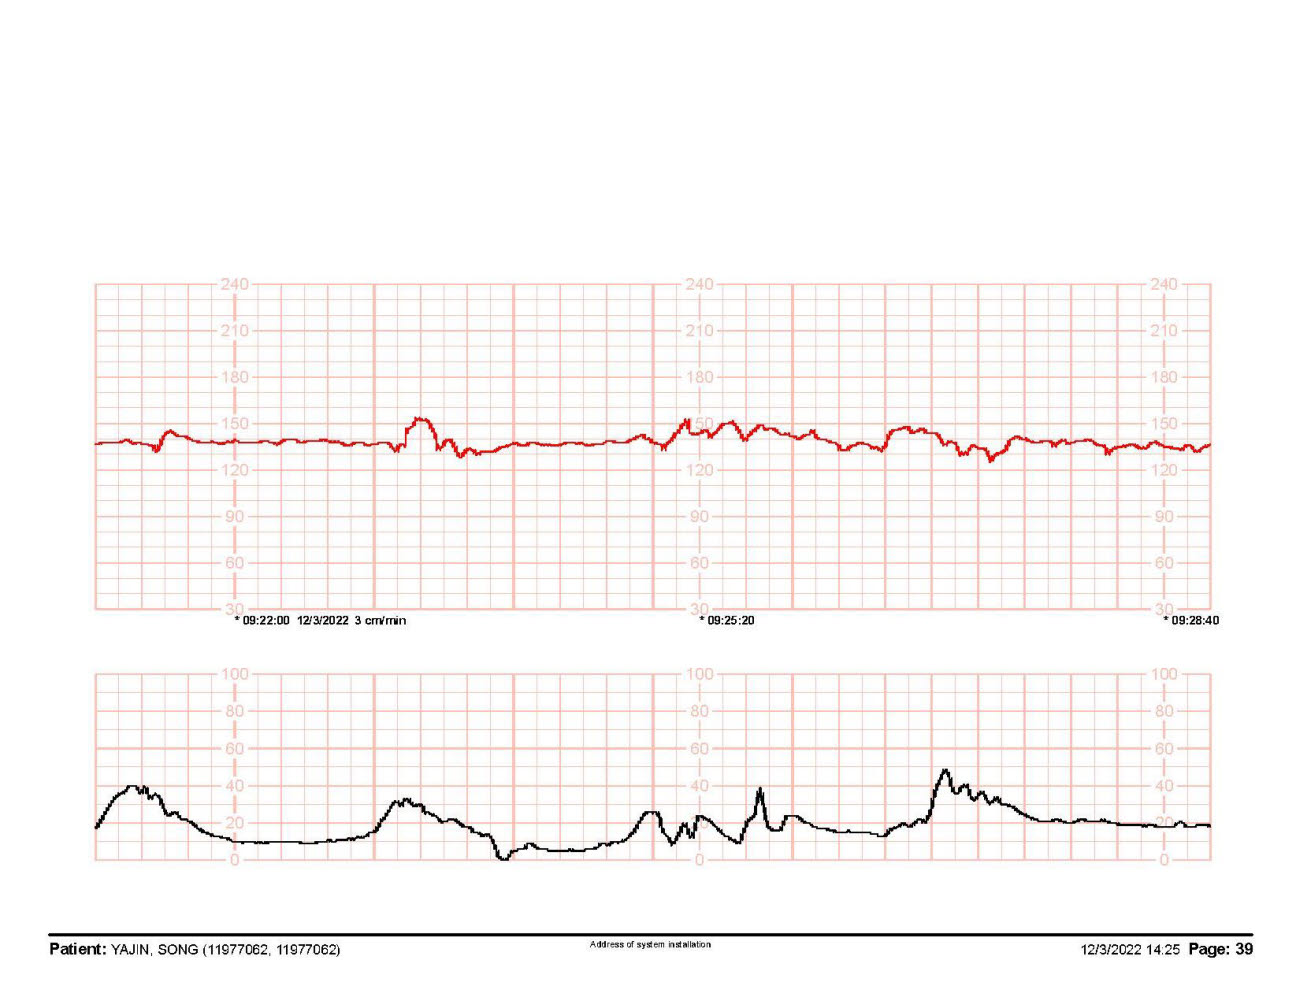 240 240 240
210 210 210
180 180 180
150 150 150
120 120 120
90 90 90
60 60 60
30 30 30
* 09:22:00 12/3/2022 3 cm/min * 09:25:20 * 09:28:40
100 100 100
80 80 80
60 60 60
40 40 40
20 20 20
0 0 0
Patient: YAJIN, SONG (11977062, 11977062) Address of system installation 12/3/2022 14:25 Page: 39